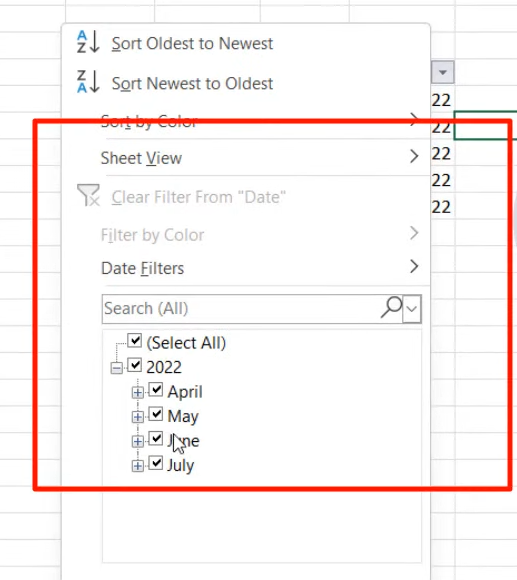 Sort Oldest to Newest
Sort Newest to Oldest
22
Sort by Color
22
Sheet View
22
22
Clear Filter From "Date"
22
Filter by Color
Date Filters
Search (All)
(Select All)
2022
April
May
June
July